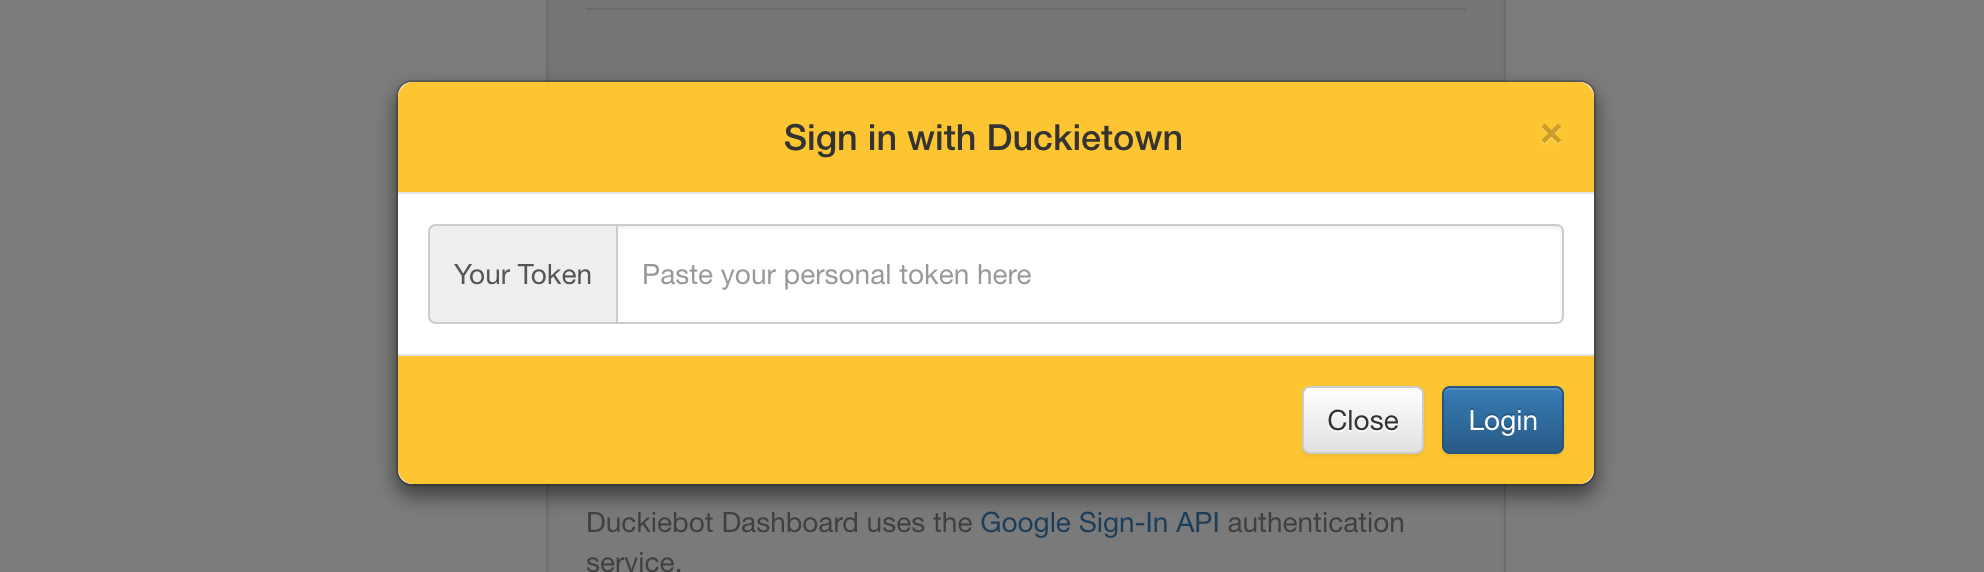 Sign in with Duckietown
×
Your Token
Paste your personal token here
Close
Login
Duckiebot Dashboard uses the Google Sign-In API authentication
service.